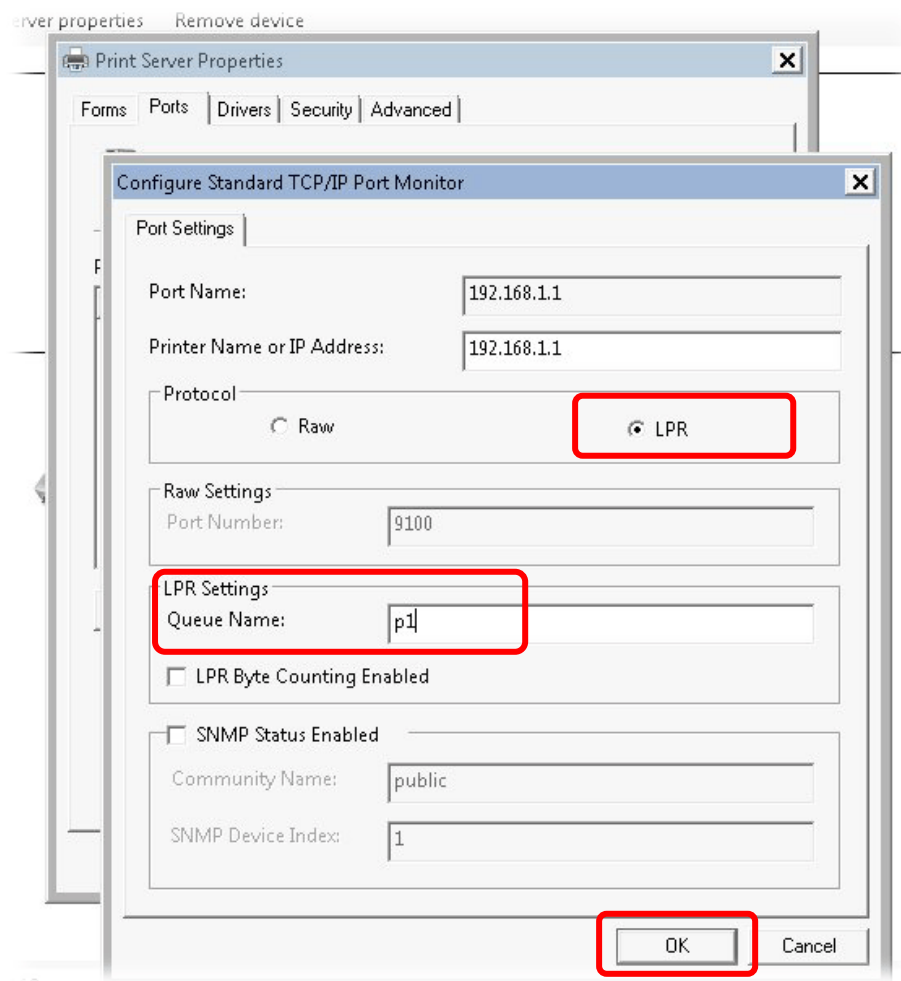 server properties Remove device
Print Server Properties
Forms Ports Drivers Security Advanced
Configure Standard TCP/IP Port Monitor
Port Settings
Port Name: 192.168.1.1
Printer Name or IP Address: 192.168.1.1
Protocol
Raw LPR
Raw Settings
Port Number: 9100
LPR Settings
Queue Name: p1
LPR Byte Counting Enabled
SNMP Status Enabled
Community Name: public
SNMP Device Index: 1
OK Cancel